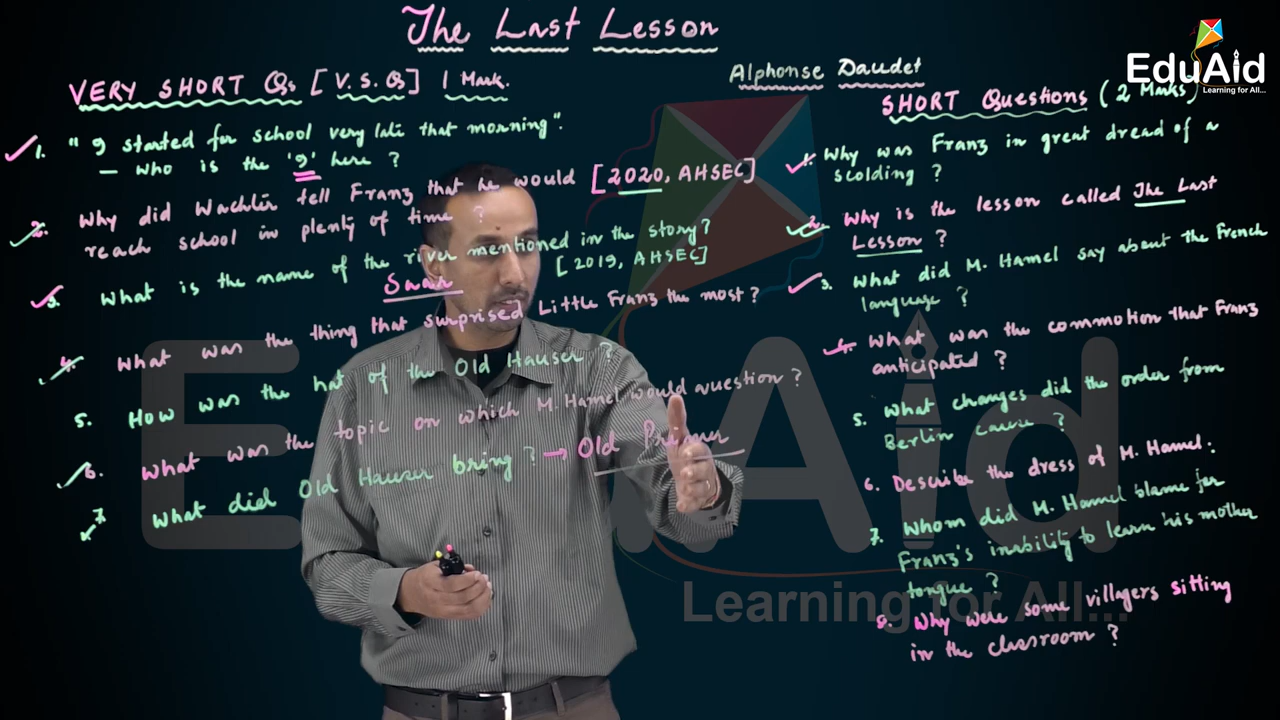 The Last Lesson
Alphonse Daudet
EduAid
Learning for All...
VERY SHORT Qs [V.S.Qs] 1 Mark.
1. "I started for school very late that morning".
– Who is the 'I' here ?
2. Why did Wachter tell Franz that he would [2020, AHSEC]
reach school in plenty of time ?
3. What is the name of the river mentioned in the story?
Saar [2019, AHSEC]
4. What was the thing that surprised Little Franz the most ?
5. How was the hat of the Old Hauser ?
6. What was the topic on which M. Hamel would question ?
7. What did Old Hauser bring ? → Old Primer
SHORT Questions (2 Marks)
1. Why was Franz in great dread of a
scolding ?
2. Why is the lesson called The Last
Lesson ?
3. What did M. Hamel say about the French
language ?
4. What was the commotion that Franz
anticipated ?
5. What changes did the order from
Berlin cause ?
6. Describe the dress of M. Hamel.
7. Whom did M. Hamel blame for
Franz's inability to learn his mother
tongue ?
8. Why were some villagers sitting
in the classroom ?
EduAid
Learning for All...